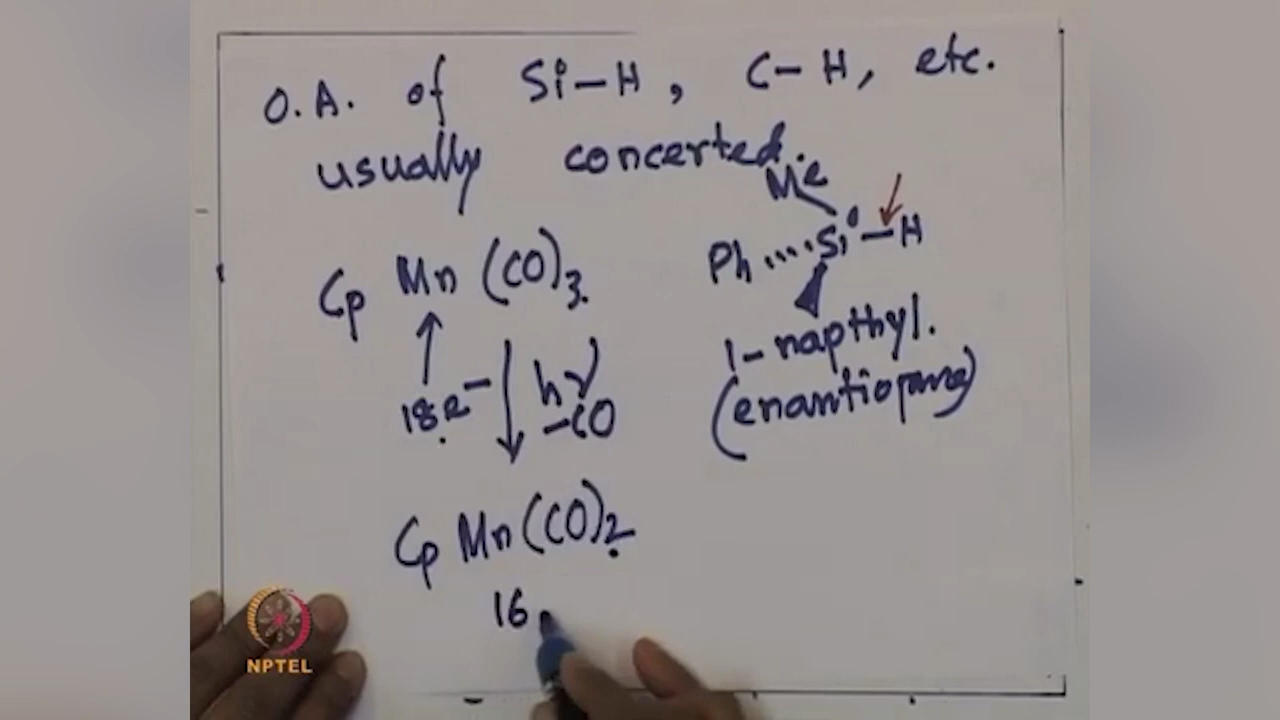 O.A. of Si–H, C–H, etc.
usually concerted.
Me
Ph Si –H
1-napthyl.
(enantiopure)
Cp Mn (CO)3.
18e–
hν
–CO
Cp Mn (CO)2
16
NPTEL